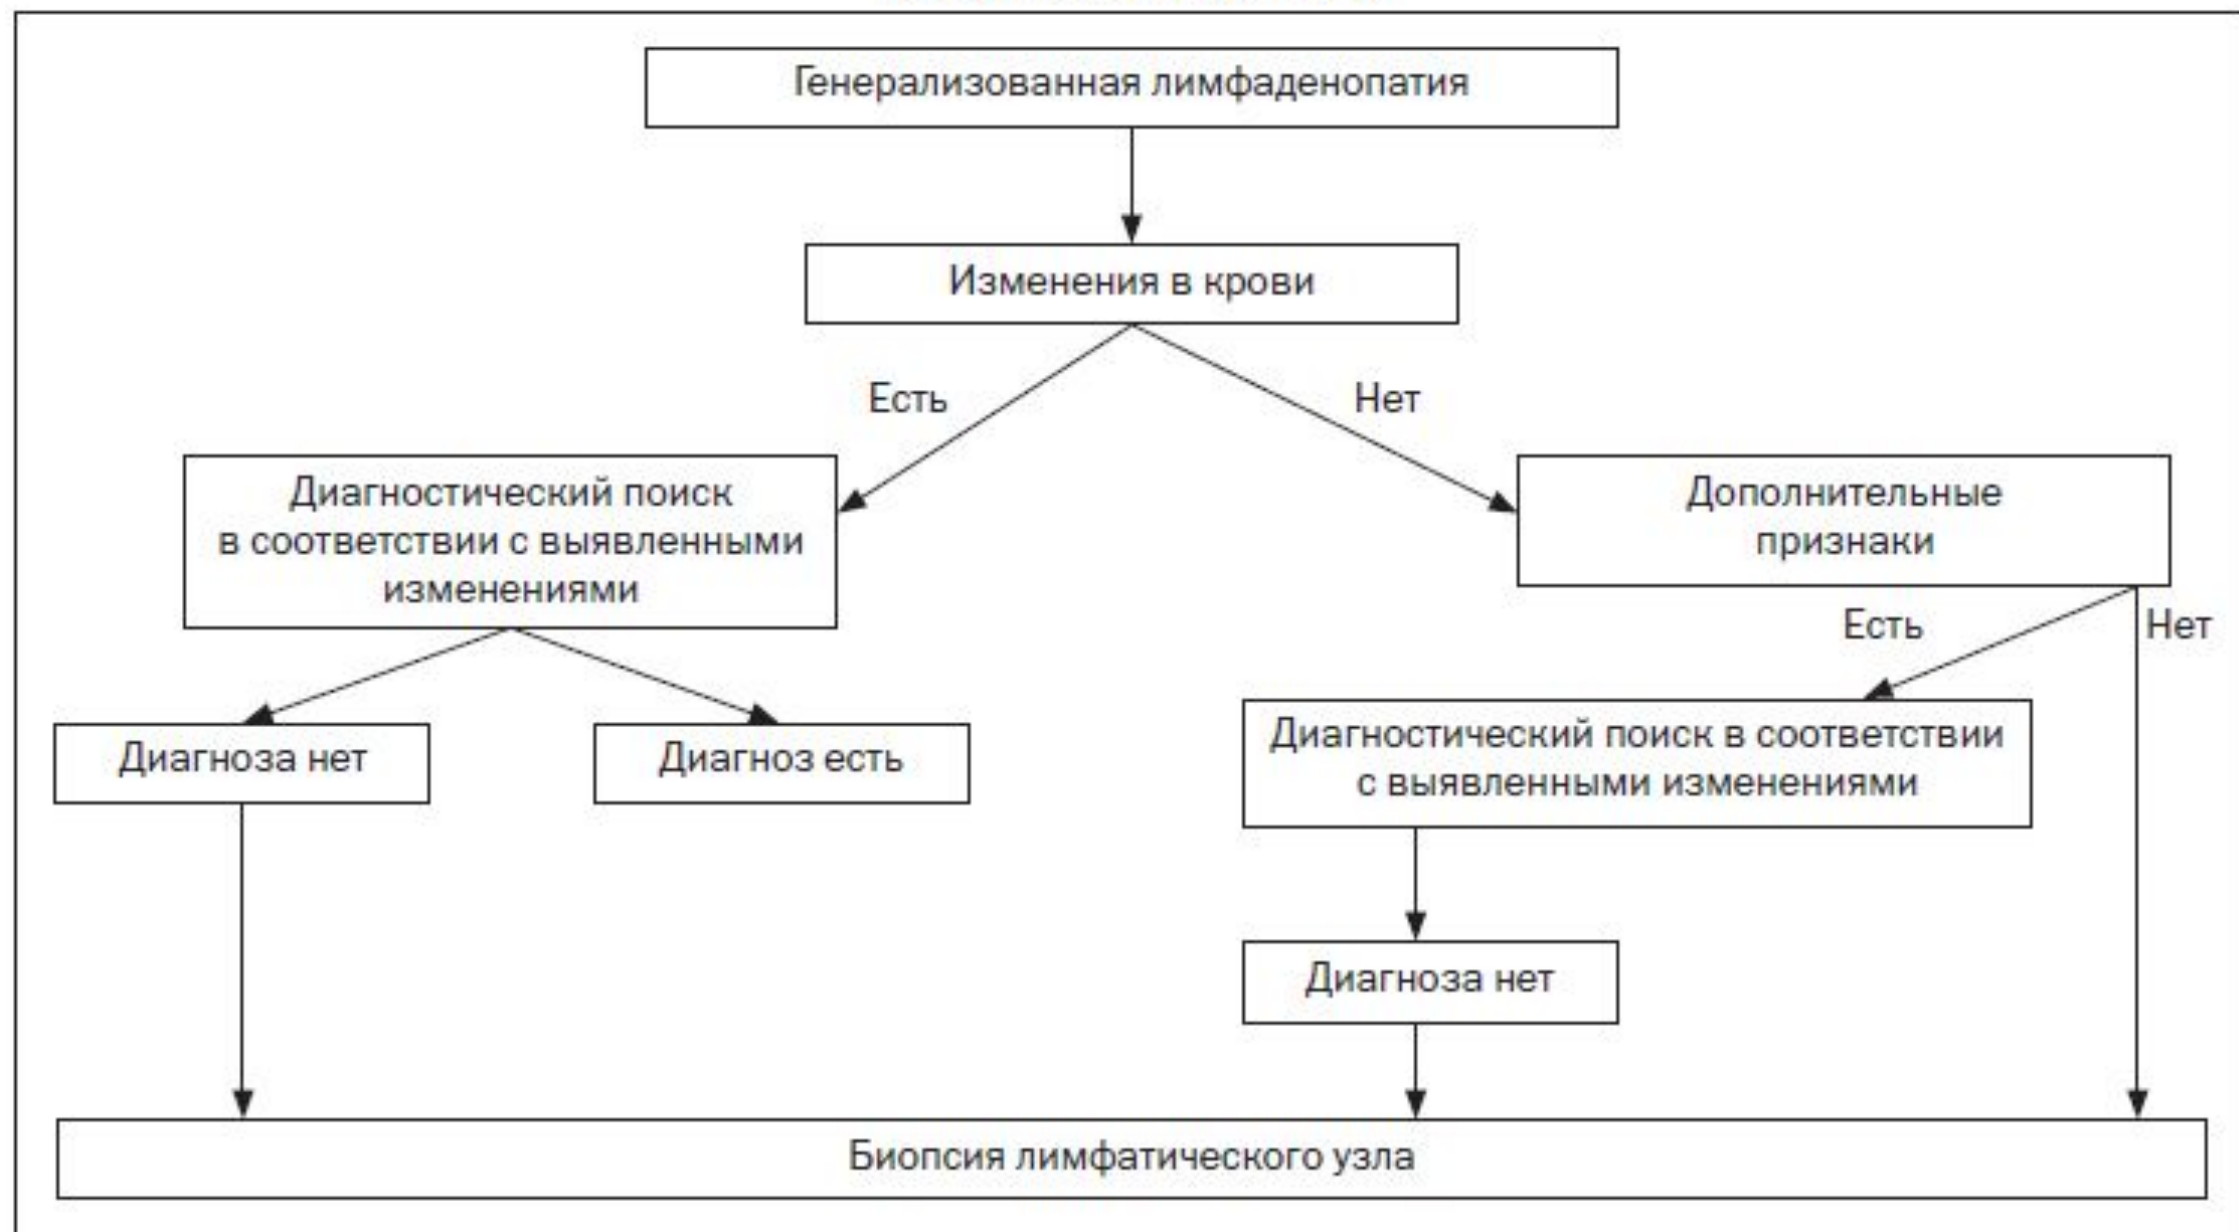 Генерализованная лимфаденопатия
Изменения в крови
Есть
Нет
Диагностический поиск
в соответствии с выявленными
изменениями
Дополнительные
признаки
Есть
Нет
Диагноза нет
Диагноз есть
Диагностический поиск в соответствии
с выявленными изменениями
Диагноза нет
Биопсия лимфатического узла